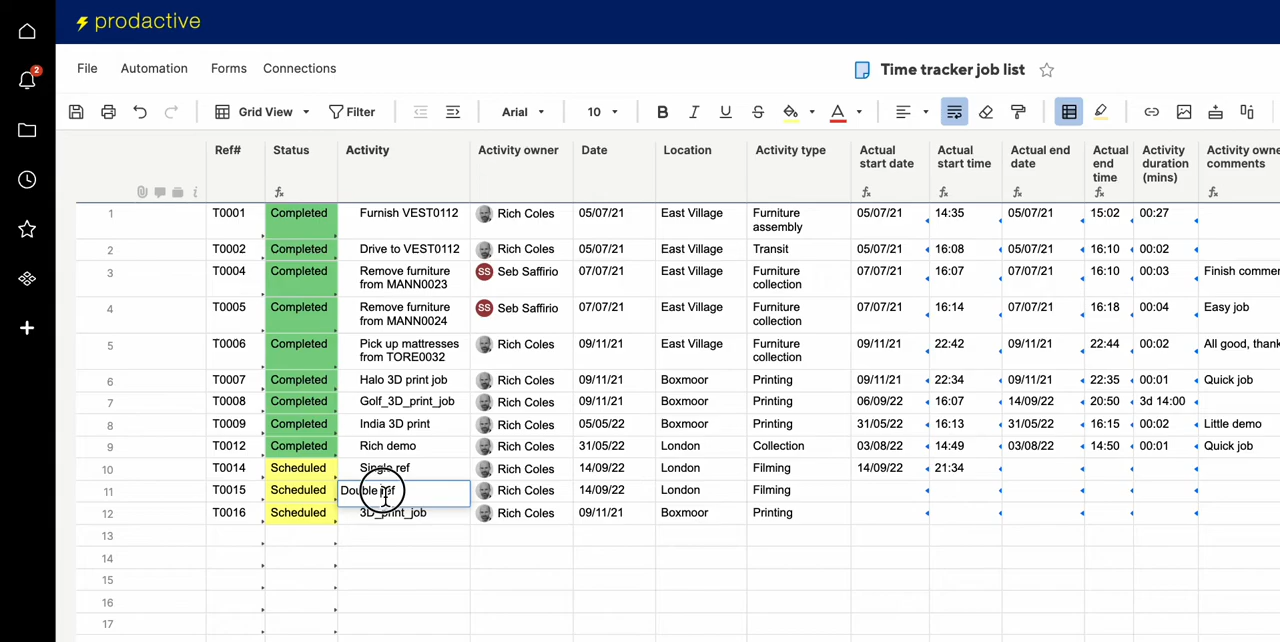 prodactive
File Automation Forms Connections
Time tracker job list
2
Grid View Filter Arial 10 B I U S A
Ref# Status Activity Activity owner Date Location Activity type Actual start date Actual start time Actual end date Actual end time Activity duration (mins) Activity owne comments
fx fx fx fx fx fx
1 T0001 Completed Furnish VEST0112 Rich Coles 05/07/21 East Village Furniture assembly 05/07/21 14:35 05/07/21 15:02 00:27
2 T0002 Completed Drive to VEST0112 Rich Coles 05/07/21 East Village Transit 05/07/21 16:08 05/07/21 16:10 00:02
3 T0004 Completed Remove furniture from MANN0023 SS Seb Saffirio 07/07/21 East Village Furniture collection 07/07/21 16:07 07/07/21 16:10 00:03 Finish commen
4 T0005 Completed Remove furniture from MANN0024 SS Seb Saffirio 07/07/21 East Village Furniture collection 07/07/21 16:14 07/07/21 16:18 00:04 Easy job
5 T0006 Completed Pick up mattresses from TORE0032 Rich Coles 09/11/21 East Village Furniture collection 09/11/21 22:42 09/11/21 22:44 00:02 All good, thank
6 T0007 Completed Halo 3D print job Rich Coles 09/11/21 Boxmoor Printing 09/11/21 22:34 09/11/21 22:35 00:01 Quick job
7 T0008 Completed Golf_3D_print_job Rich Coles 09/11/21 Boxmoor Printing 06/09/22 16:07 14/09/22 20:50 3d 14:00
8 T0009 Completed India 3D print Rich Coles 05/05/22 Boxmoor Printing 31/05/22 16:13 31/05/22 16:15 00:02 Little demo
9 T0012 Completed Rich demo Rich Coles 31/05/22 London Collection 03/08/22 14:49 03/08/22 14:50 00:01 Quick job
10 T0014 Scheduled Single ref Rich Coles 14/09/22 London Filming 14/09/22 21:34
11 T0015 Scheduled Double ref Rich Coles 14/09/22 London Filming
12 T0016 Scheduled 3D_print_job Rich Coles 09/11/21 Boxmoor Printing
13
14
15
16
17